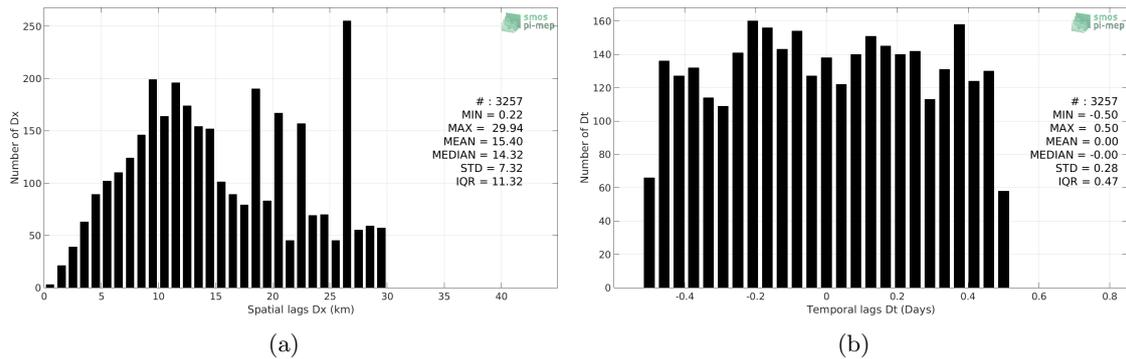 smos
pi-mep
250
200
150
100
50
0
Number of Dx
# : 3257
MIN = 0.22
MAX = 29.94
MEAN = 15.40
MEDIAN = 14.32
STD = 7.32
IQR = 11.32
0 5 10 15 20 25 30 35 40
Spatial lags Dx (km)
(a)
smos
pi-mep
160
140
120
100
80
60
40
20
0
Number of Dt
# : 3257
MIN = -0.50
MAX = 0.50
MEAN = 0.00
MEDIAN = -0.00
STD = 0.28
IQR = 0.47
-0.4 -0.2 0 0.2 0.4 0.6 0.8
Temporal lags Dt (Days)
(b)